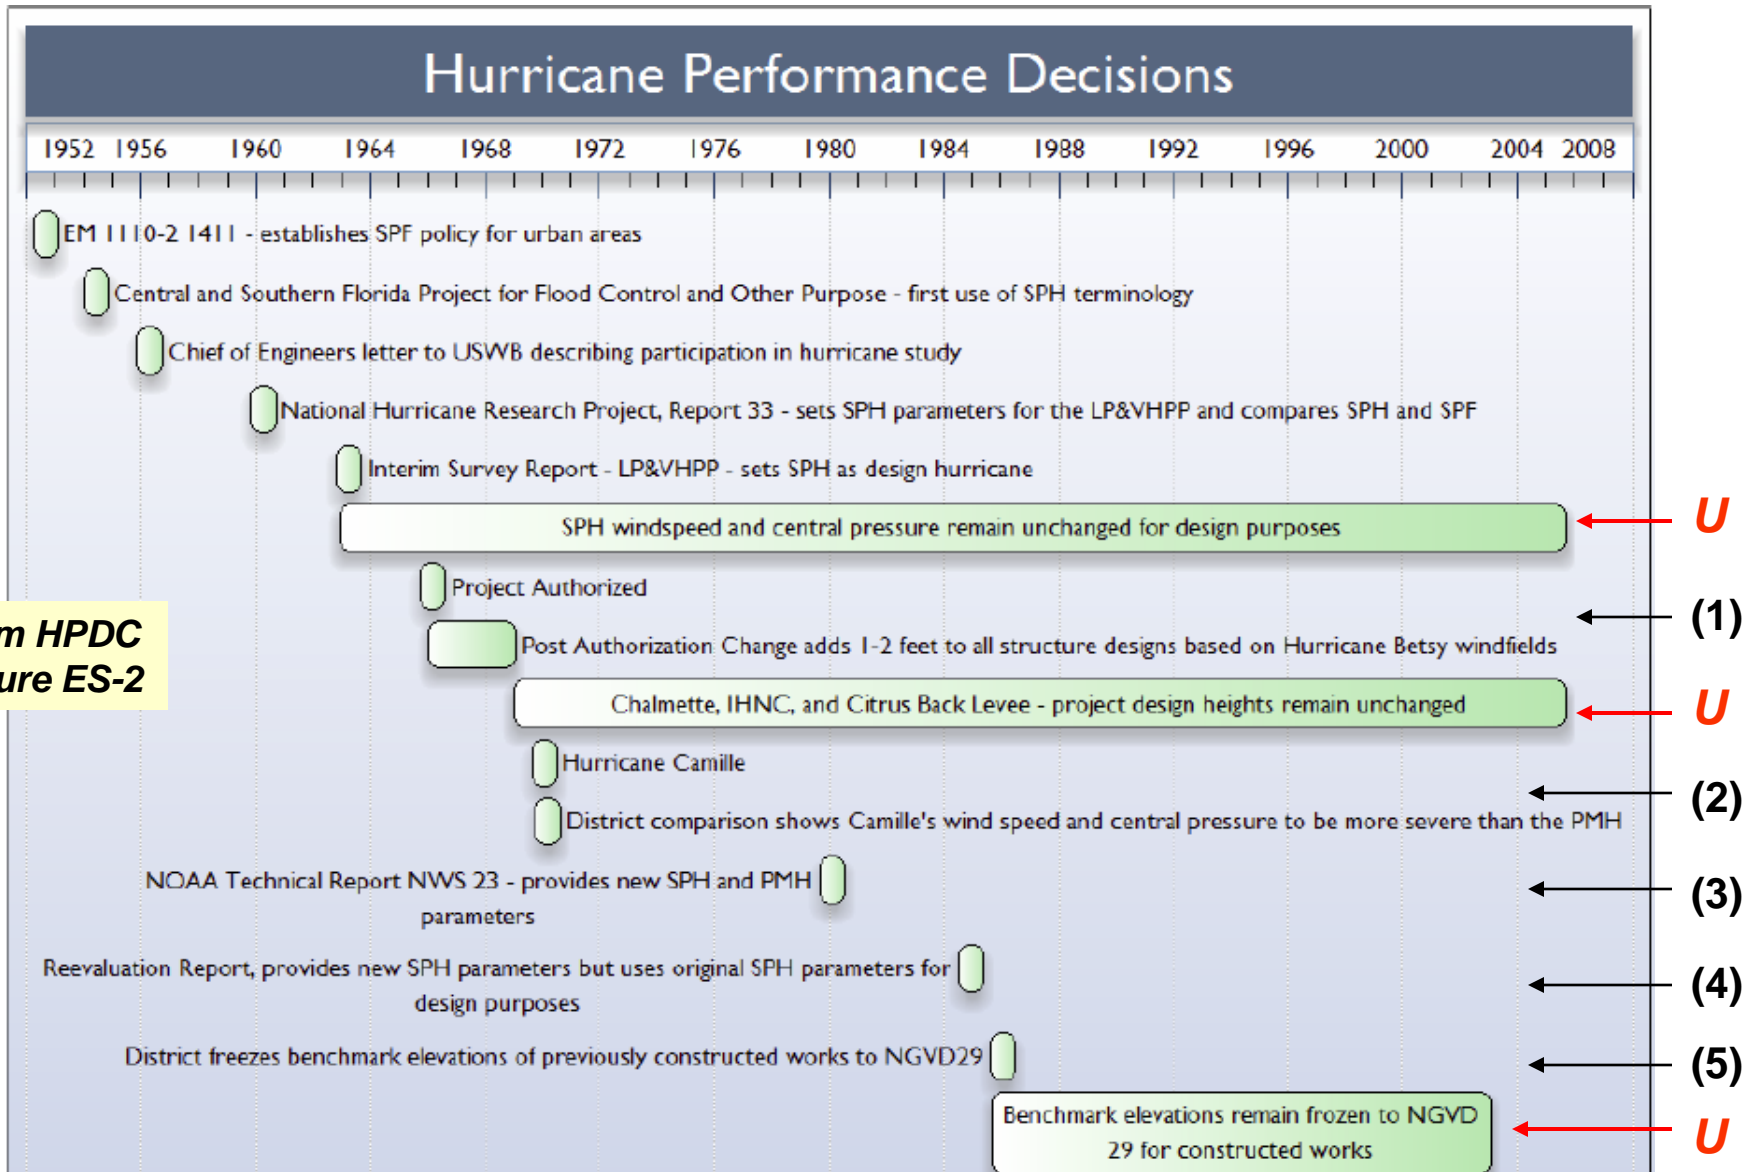 Hurricane Performance Decisions
1952 1956 1960 1964 1968 1972 1976 1980 1984 1988 1992 1996 2000 2004 2008
EM 1110-2 1411 - establishes SPF policy for urban areas
Central and Southern Florida Project for Flood Control and Other Purpose - first use of SPH terminology
Chief of Engineers letter to USWB describing participation in hurricane study
National Hurricane Research Project, Report 33 - sets SPH parameters for the LP&VHPP and compares SPH and SPF
Interim Survey Report - LP&VHPP - sets SPH as design hurricane
SPH windspeed and central pressure remain unchanged for design purposes
U
Project Authorized
(1)
m HPDC
ure ES-2
Post Authorization Change adds 1-2 feet to all structure designs based on Hurricane Betsy windfields
Chalmette, IHNC, and Citrus Back Levee - project design heights remain unchanged
U
Hurricane Camille
(2)
District comparison shows Camille's wind speed and central pressure to be more severe than the PMH
NOAA Technical Report NWS 23 - provides new SPH and PMH
parameters
(3)
Reevaluation Report, provides new SPH parameters but uses original SPH parameters for
design purposes
(4)
District freezes benchmark elevations of previously constructed works to NGVD29
(5)
Benchmark elevations remain frozen to NGVD
29 for constructed works
U